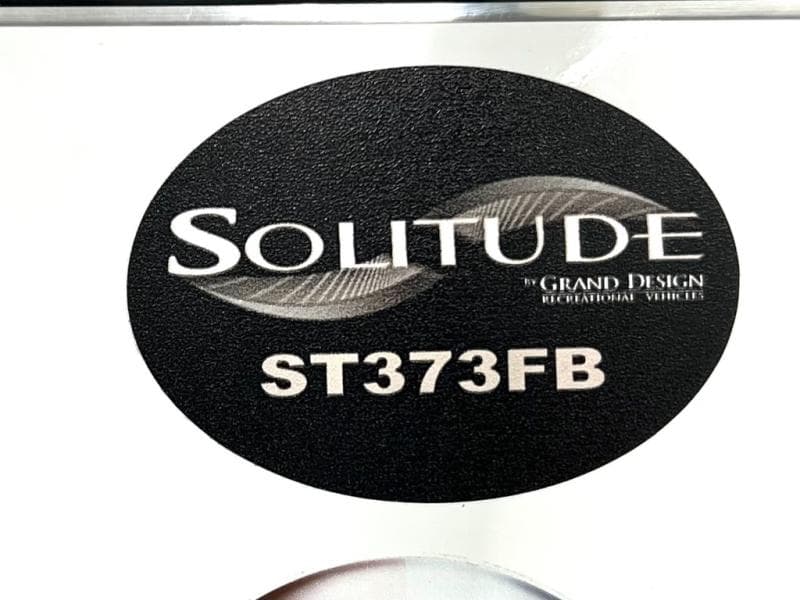 SOLITUDE
BY GRAND DESIGN
RECREATIONAL VEHICLES
ST373FB